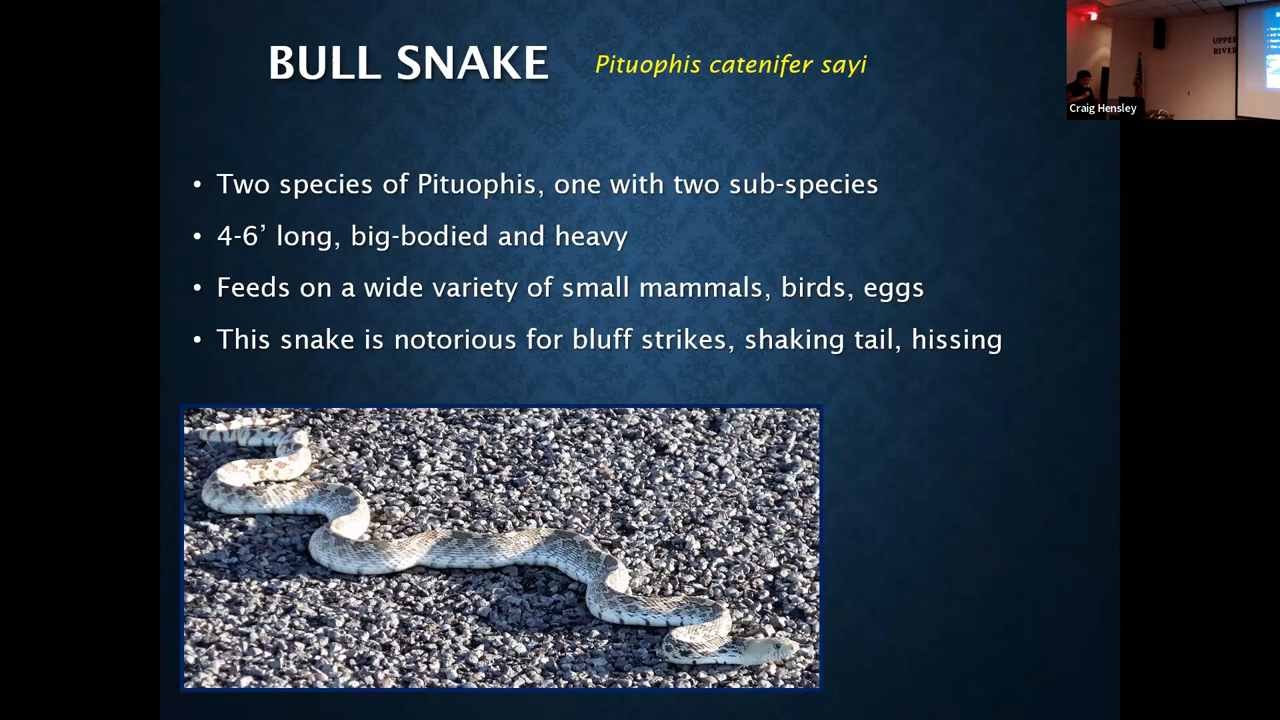 BULL SNAKE Pituophis catenifer sayi
• Two species of Pituophis, one with two sub-species
• 4-6’ long, big-bodied and heavy
• Feeds on a wide variety of small mammals, birds, eggs
• This snake is notorious for bluff strikes, shaking tail, hissing
UPPER
RIVER
Craig Hensley